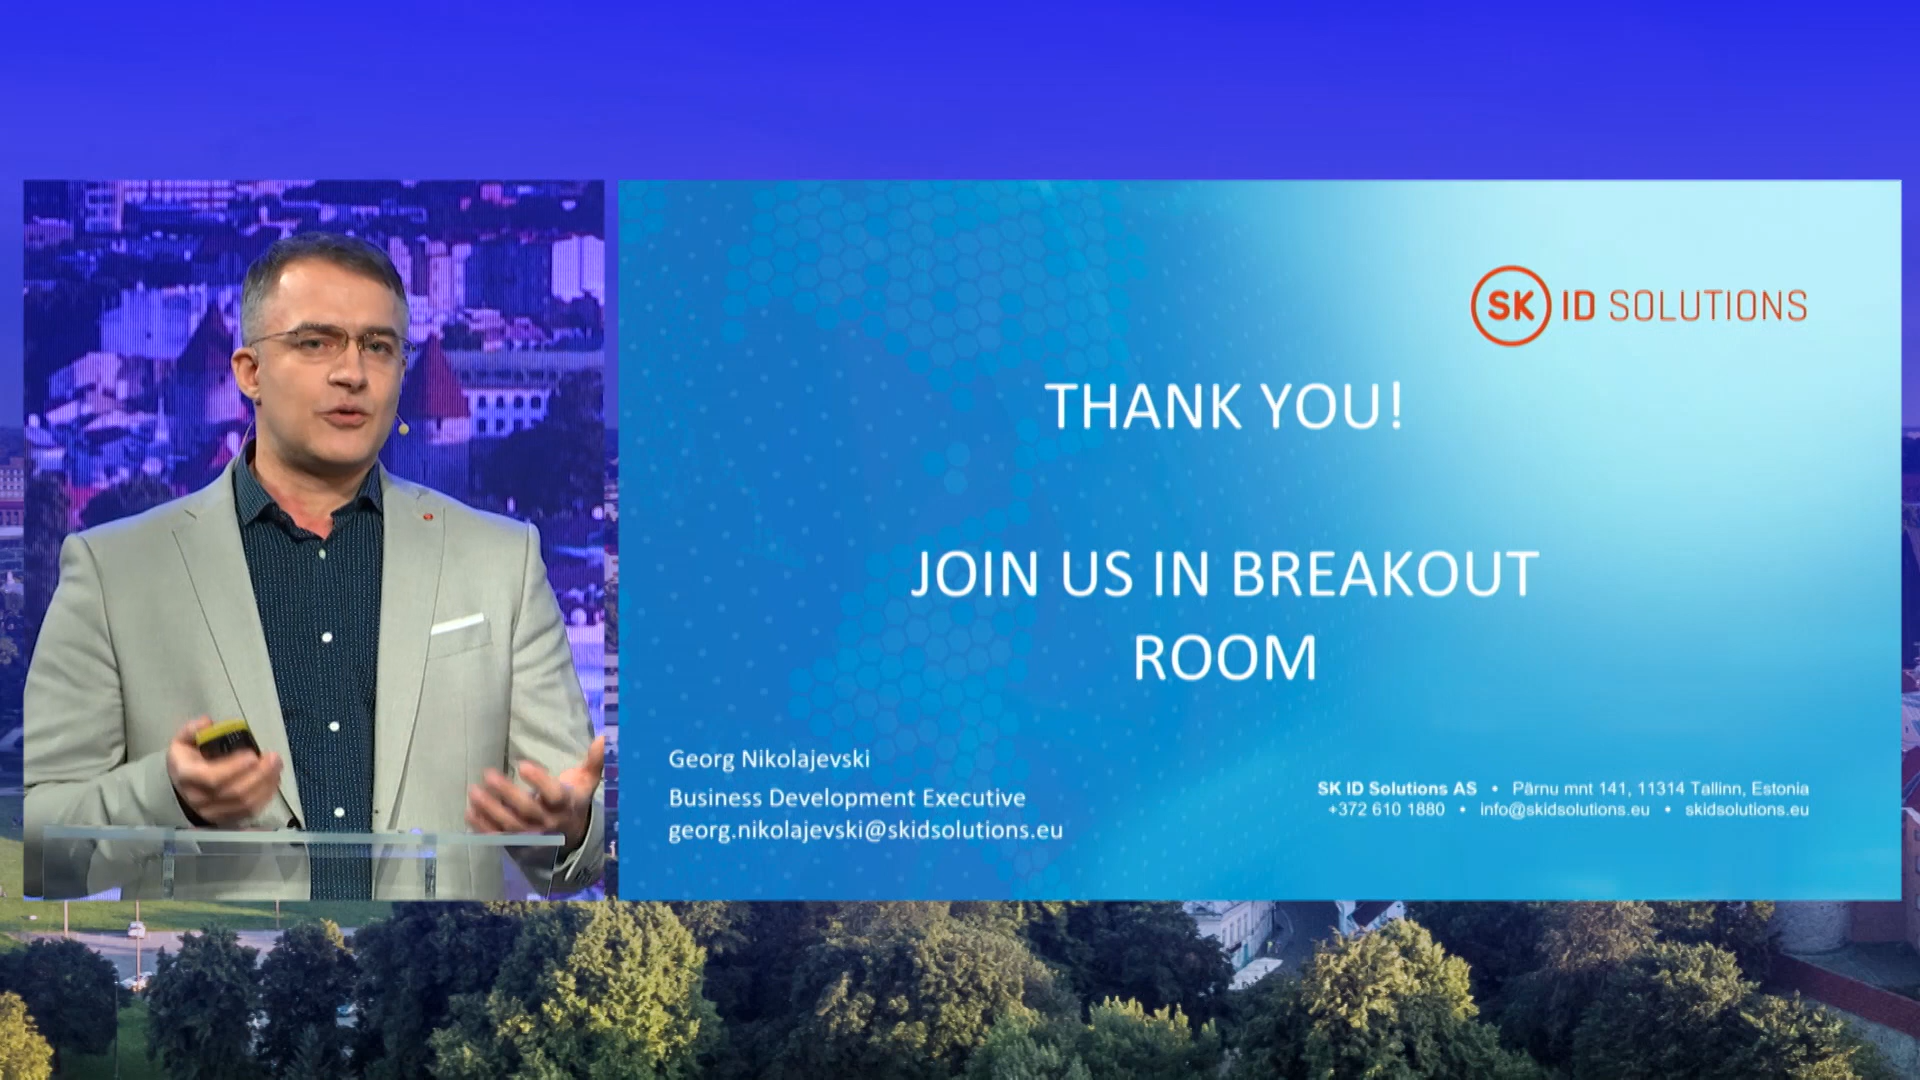 SK ID SOLUTIONS
THANK YOU!
JOIN US IN BREAKOUT
ROOM
Georg Nikolajevski
Business Development Executive
georg.nikolajevski@skidsolutions.eu
SK ID Solutions AS • Pärnu mnt 141, 11314 Tallinn, Estonia
+372 610 1880 • info@skidsolutions.eu • skidsolutions.eu